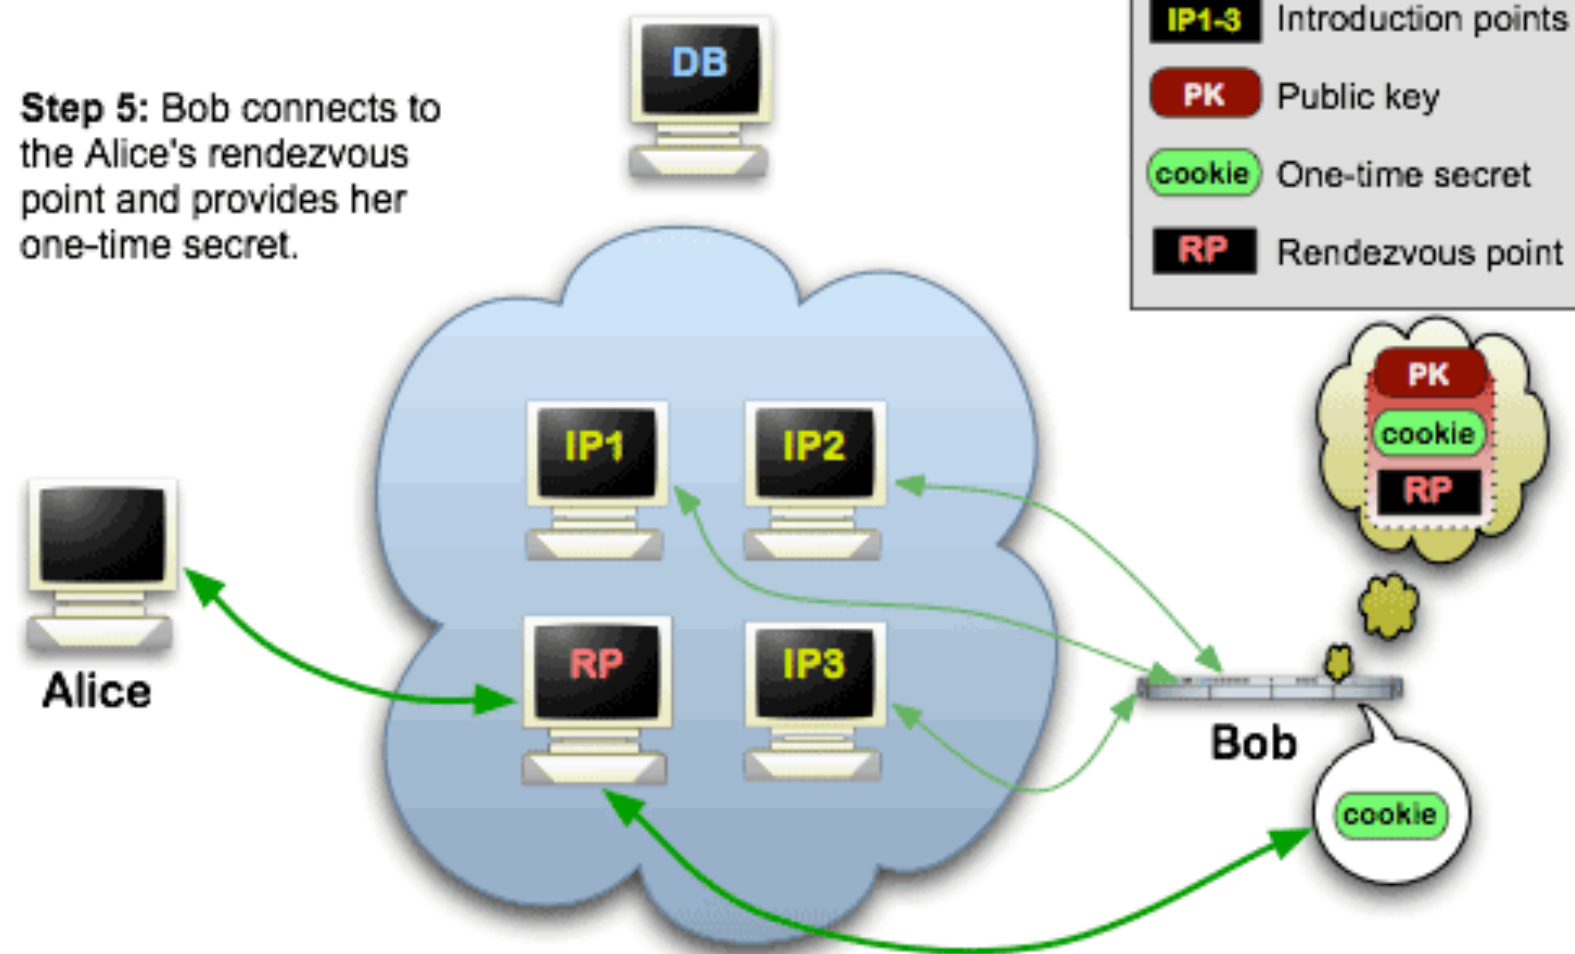 IP1-3 Introduction points
DB
Step 5: Bob connects to
the Alice's rendezvous
point and provides her
one-time secret.
PK Public key
cookie One-time secret
RP Rendezvous point
PK
cookie
RP
IP1
IP2
RP
IP3
Alice
Bob
cookie